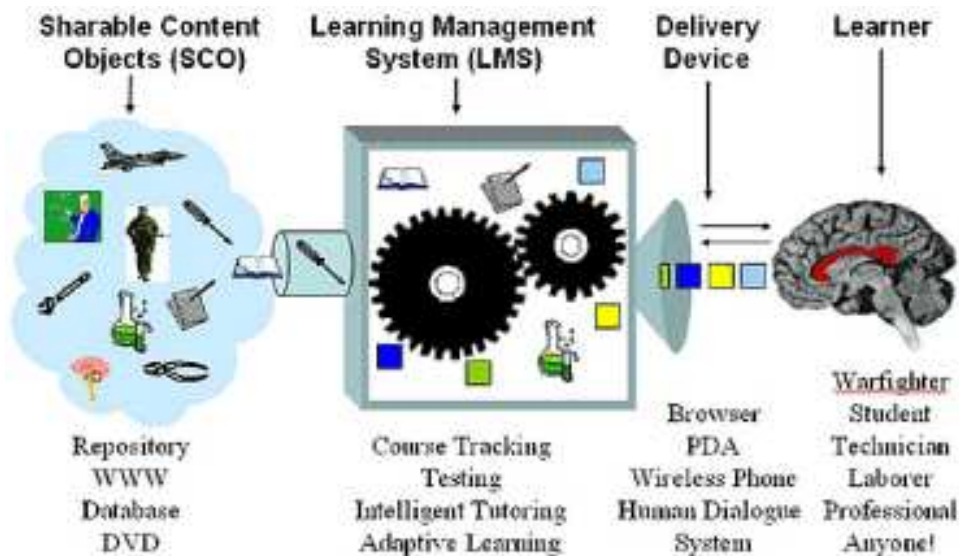 Sharable Content
Objects (SCO)
Learning Management
System (LMS)
Delivery
Device
Learner
Repository
WWW
Database
DVD
Course Tracking
Testing
Intelligent Tutoring
Adaptive Learning
Browser
PDA
Wireless Phone
Human Dialogue
System
Warfighter
Student
Technician
Laborer
Professional
Anyone!